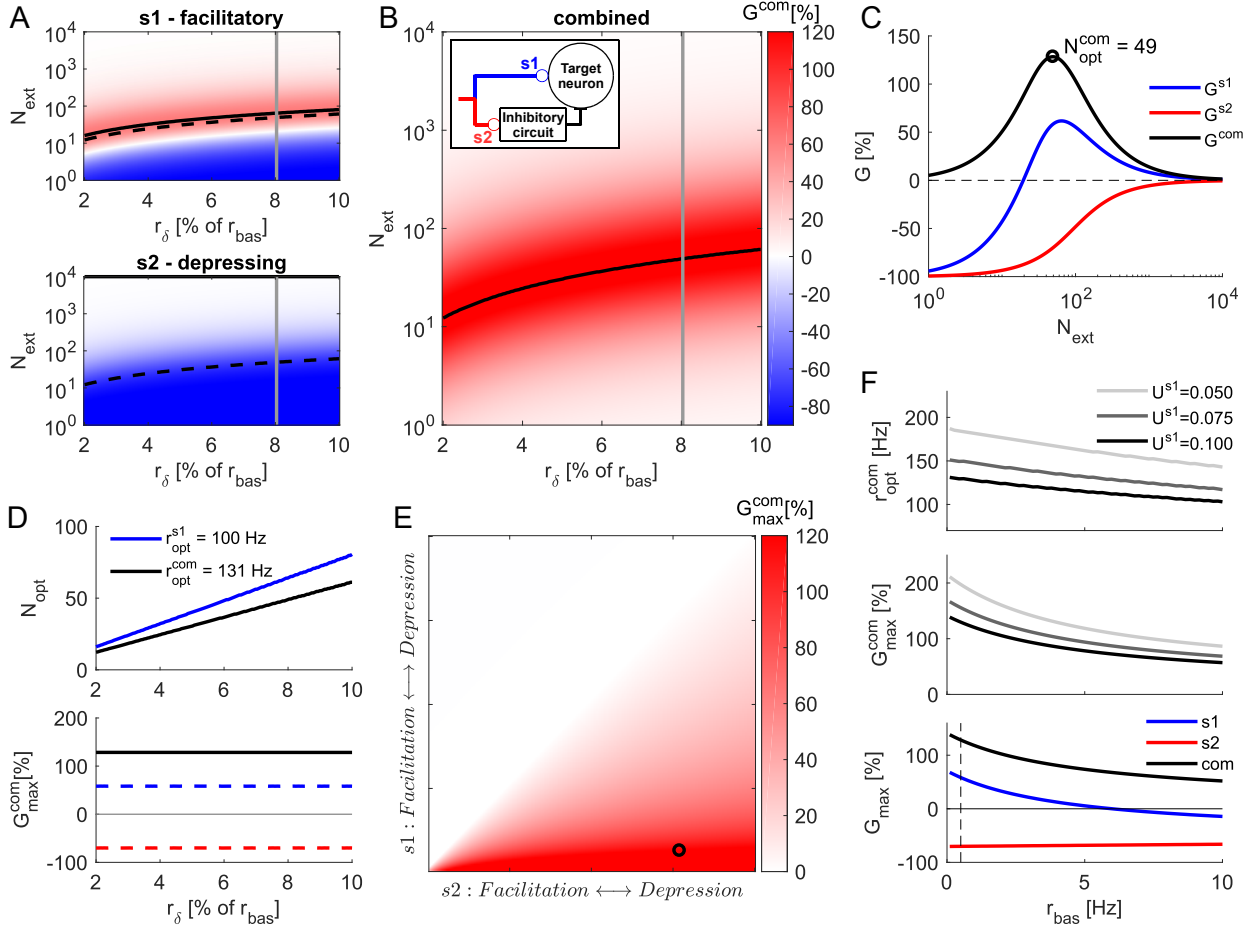 A
s1 - facilitatory
N_ext
10^4
10^3
10^2
10^1
10^0
2 4 6 8 10
r_δ [% of r_bas]
s2 - depressing
N_ext
10^4
10^3
10^2
10^1
10^0
2 4 6 8 10
r_δ [% of r_bas]
B
combined
G^com[%]
N_ext
10^4
10^3
10^2
10^1
10^0
s1
Target
neuron
s2
Inhibitory
circuit
2 4 6 8 10
r_δ [% of r_bas]
120
100
80
60
40
20
0
-20
-40
-60
-80
C
G [%]
150
100
50
0
-50
-100
N_opt^com = 49
G^s1
G^s2
G^com
10^0 10^2 10^4
N_ext
D
N_opt
100
50
0
r_opt^s1 = 100 Hz
r_opt^com = 131 Hz
2 4 6 8 10
G_max^com[%]
200
100
0
-100
2 4 6 8 10
r_δ [% of r_bas]
E
G_max^com[%]
s1 : Facilitation ⟷ Depression
s2 : Facilitation ⟷ Depression
120
100
80
60
40
20
0
F
r_opt^com [Hz]
200
150
100
U^s1=0.050
U^s1=0.075
U^s1=0.100
G_max^com [%]
200
100
0
G_max [%]
100
0
-100
s1
s2
com
0 5 10
r_bas [Hz]